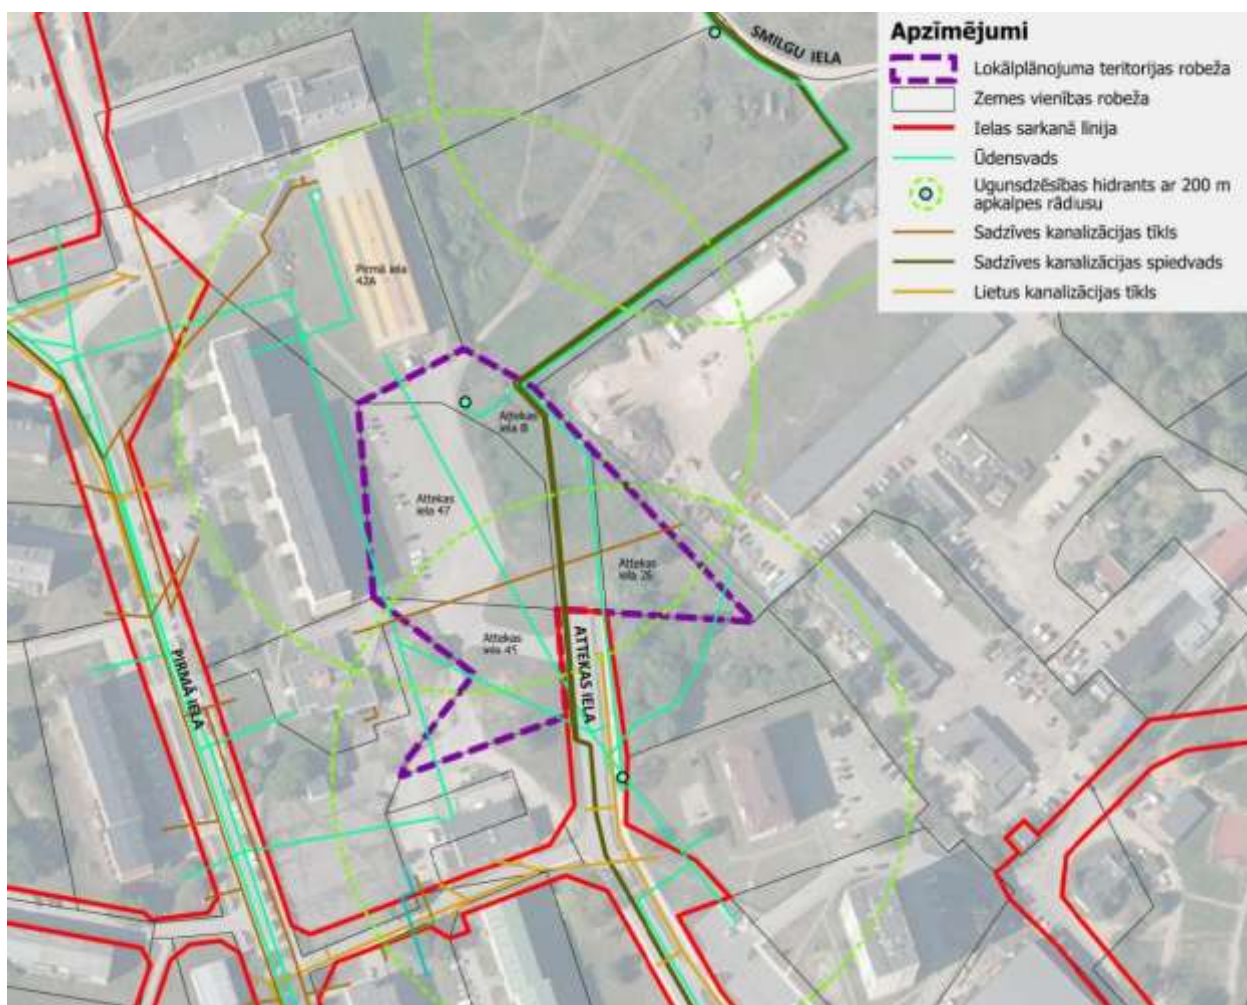 SMILGU IELA
Apzīmējumi
Lokālplānojuma teritorijas robeža
Zemes vienības robeža
Ielas sarkanā līnija
Ūdensvads
Ugunsdzēsības hidrants ar 200 m
apkalpes rādiusu
Sadzīves kanalizācijas tīkls
Sadzīves kanalizācijas spiedvads
Lietus kanalizācijas tīkls
Pirmā iela
42A
Attekas
iela B
Attekas
iela 47
Attekas
iela 26
Attekas
iela 45
ATTEKAS IELA
PIRMĀ IELA